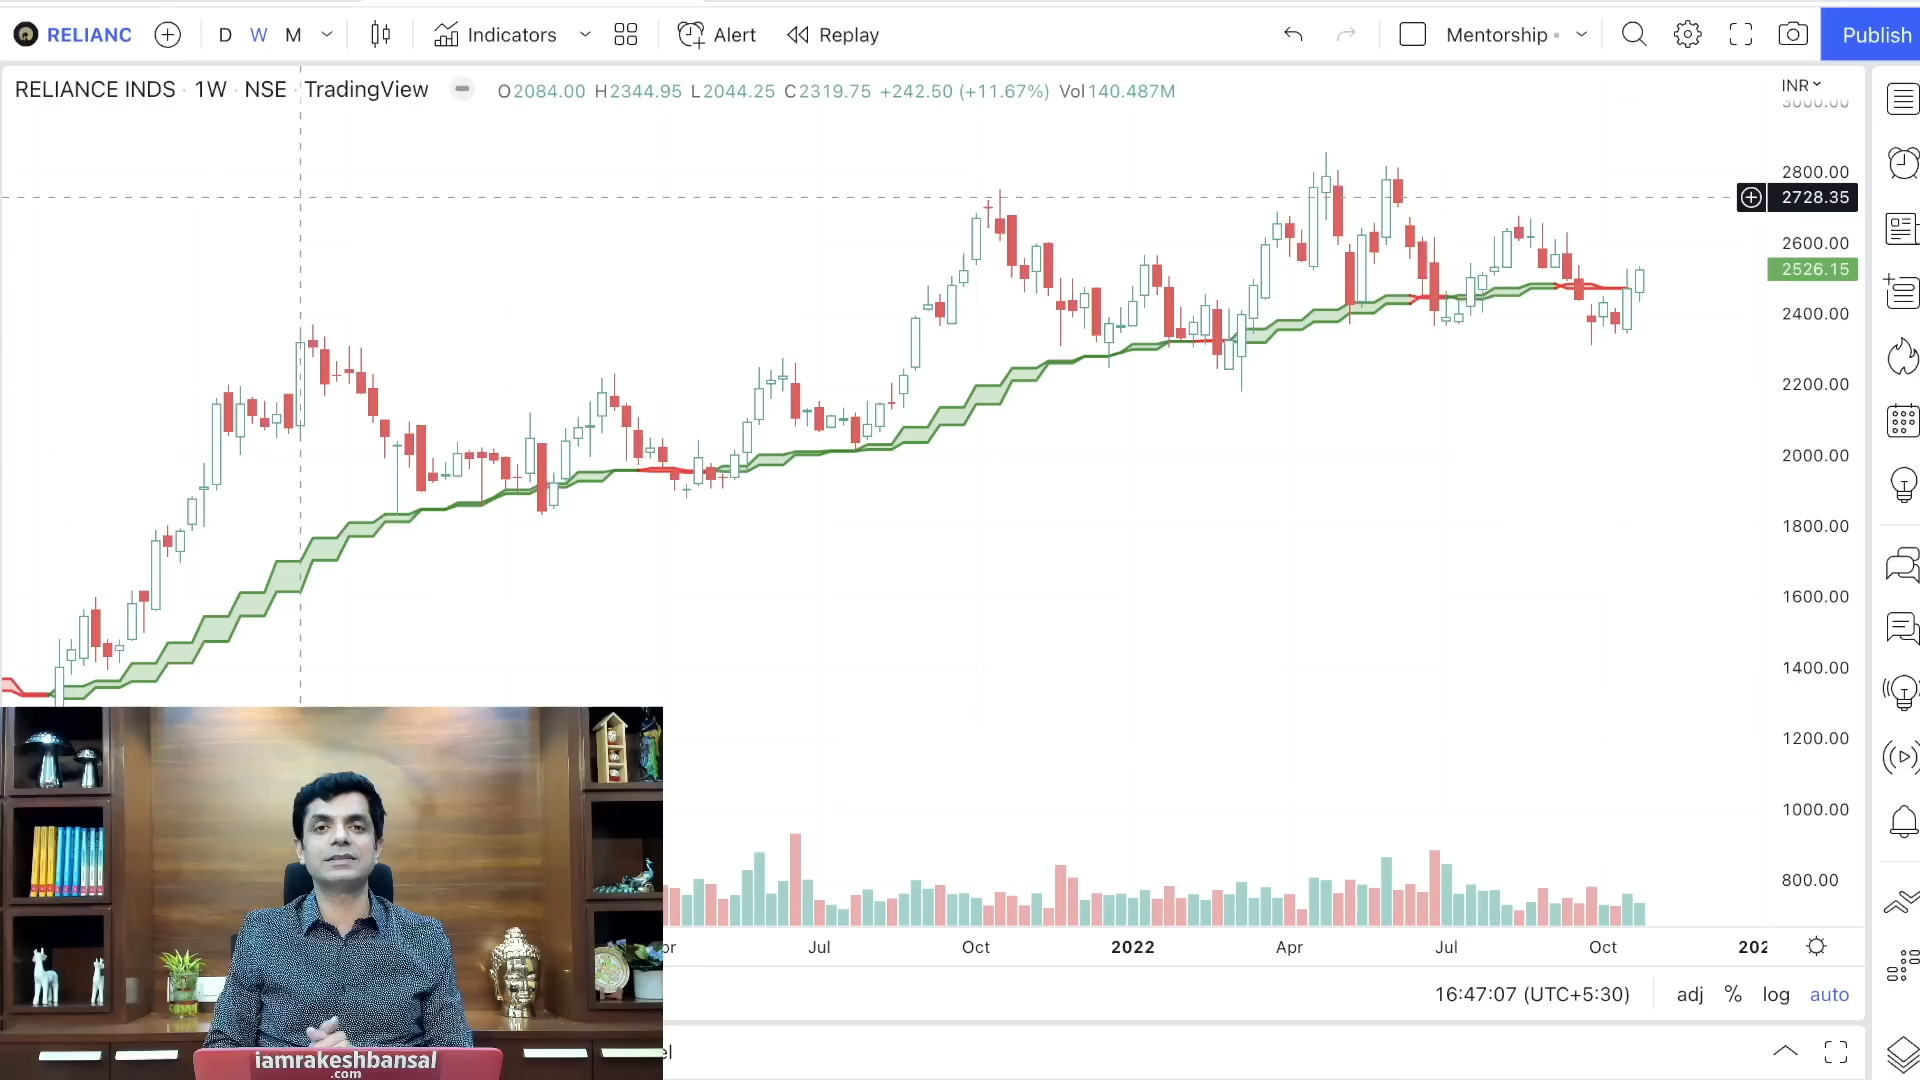 RELIANC D W M Indicators Alert Replay Mentorship Publish
RELIANCE INDS · 1W · NSE · TradingView O2084.00 H2344.95 L2044.25 C2319.75 +242.50 (+11.67%) Vol140.487M
INR
3000.00
2800.00
2728.35
2600.00
2526.15
2400.00
2200.00
2000.00
1800.00
1600.00
1400.00
1200.00
1000.00
800.00
Jul Oct 2022 Apr Jul Oct
16:47:07 (UTC+5:30) adj % log auto
iamrakeshbansal
.com